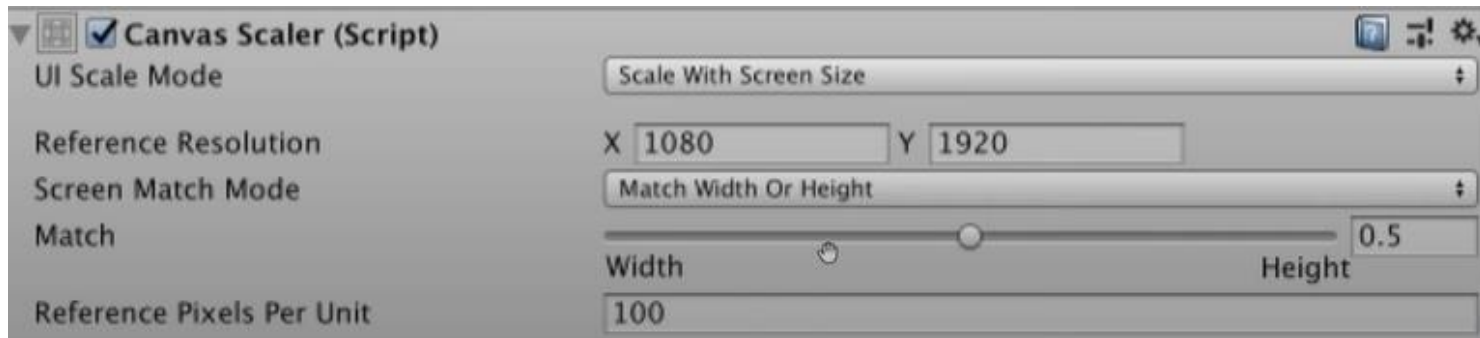 Canvas Scaler (Script)
UI Scale Mode Scale With Screen Size
Reference Resolution X 1080 Y 1920
Screen Match Mode Match Width Or Height
Match 0.5
Width Height
Reference Pixels Per Unit 100